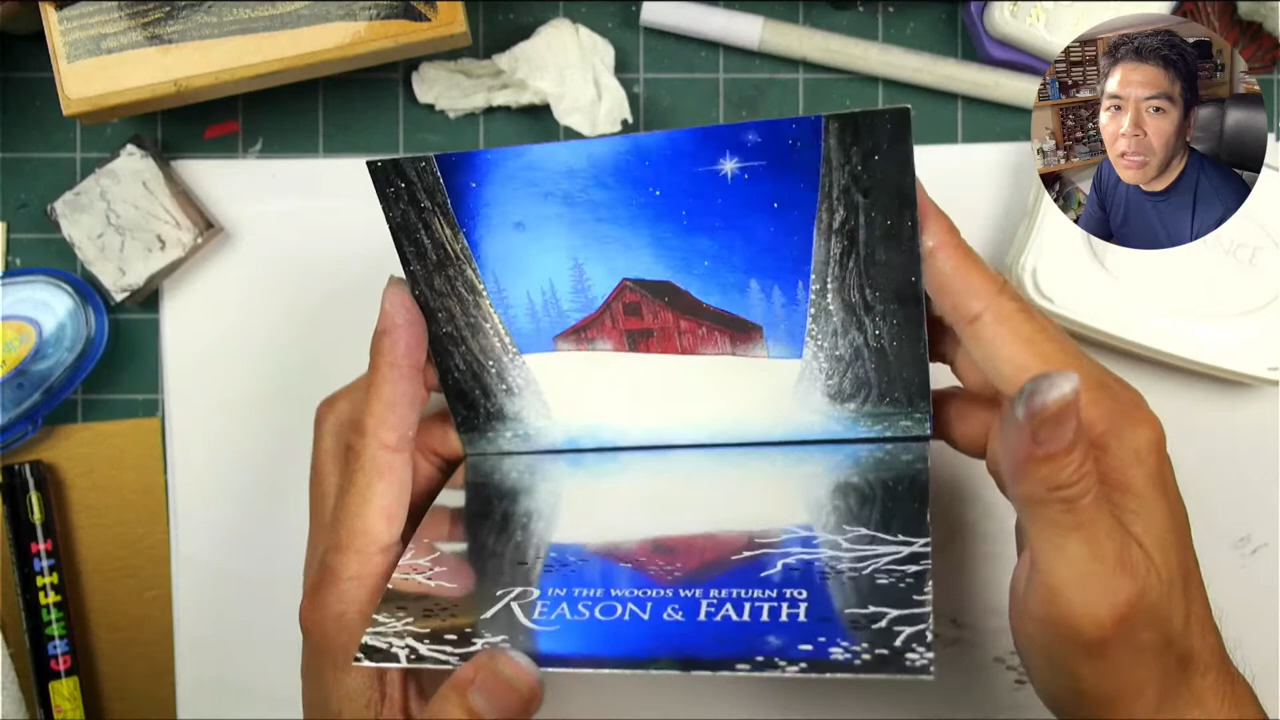 IN THE WOODS WE RETURN TO
REASON & FAITH
GRAFFITI